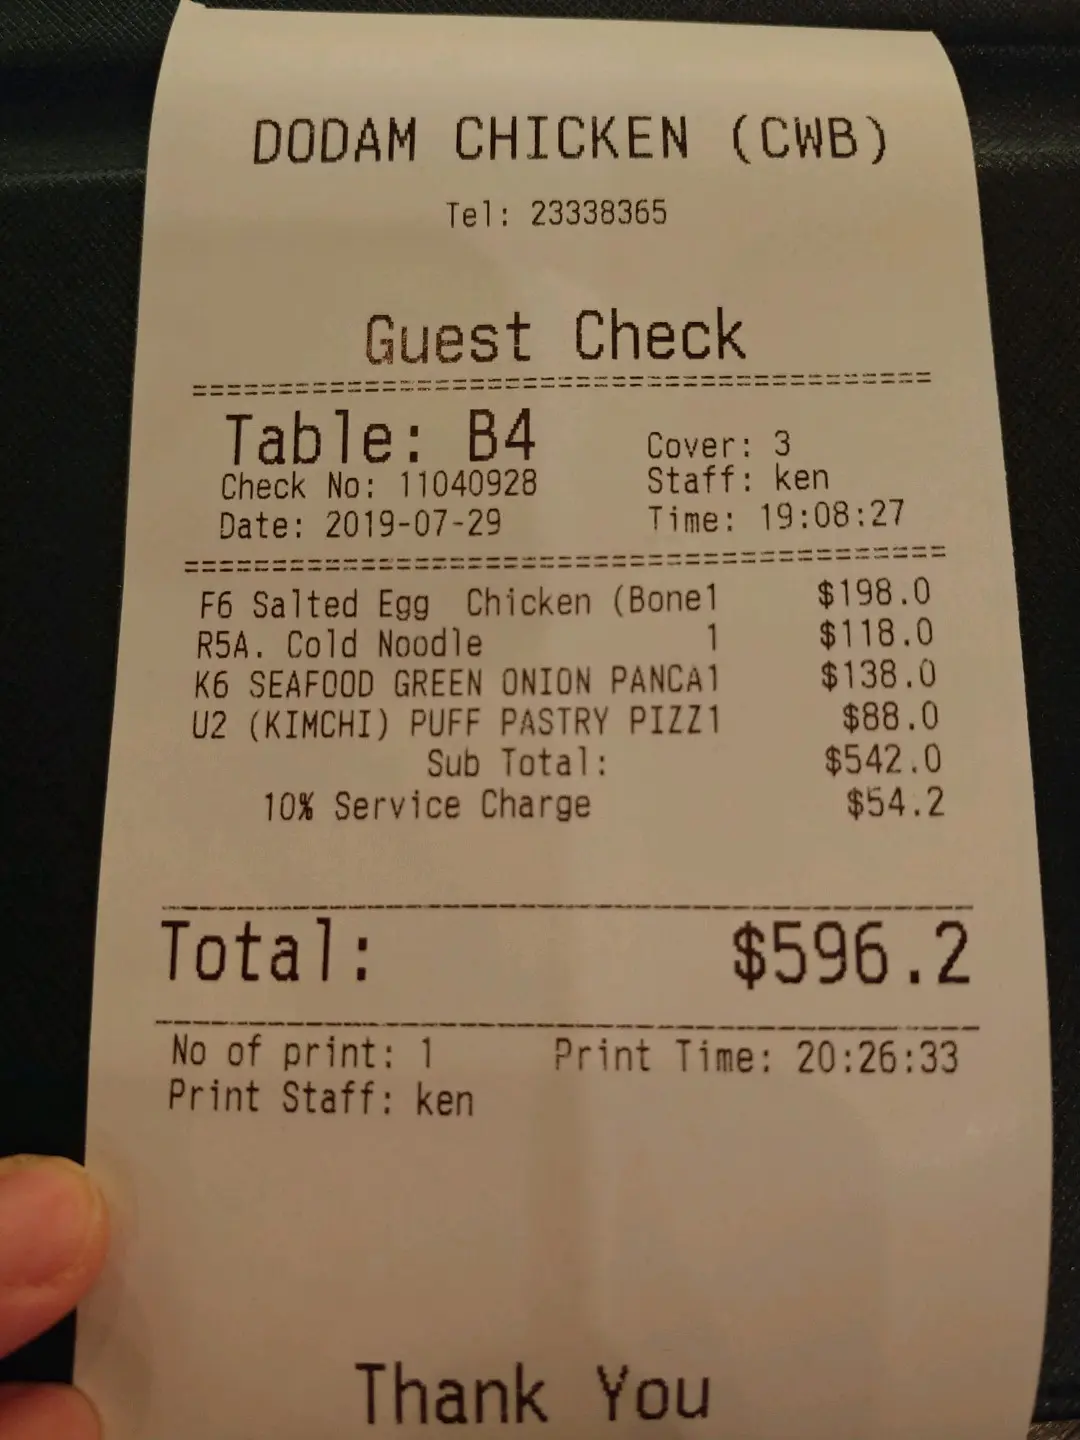 DODAM CHICKEN (CWB)
Tel: 23338365
Guest Check
================================================
Table: B4
Cover: 3
Check No: 11040928
Staff: ken
Date: 2019-07-29
Time: 19:08:27
================================================
F6 Salted Egg  Chicken (Bone1 $198.0
R5A. Cold Noodle 1 $118.0
K6 SEAFOOD GREEN ONION PANCA1 $138.0
U2 (KIMCHI) PUFF PASTRY PIZZ1 $88.0
Sub Total: $542.0
10% Service Charge $54.2
Total: $596.2
No of print: 1 Print Time: 20:26:33
Print Staff: ken
Thank You